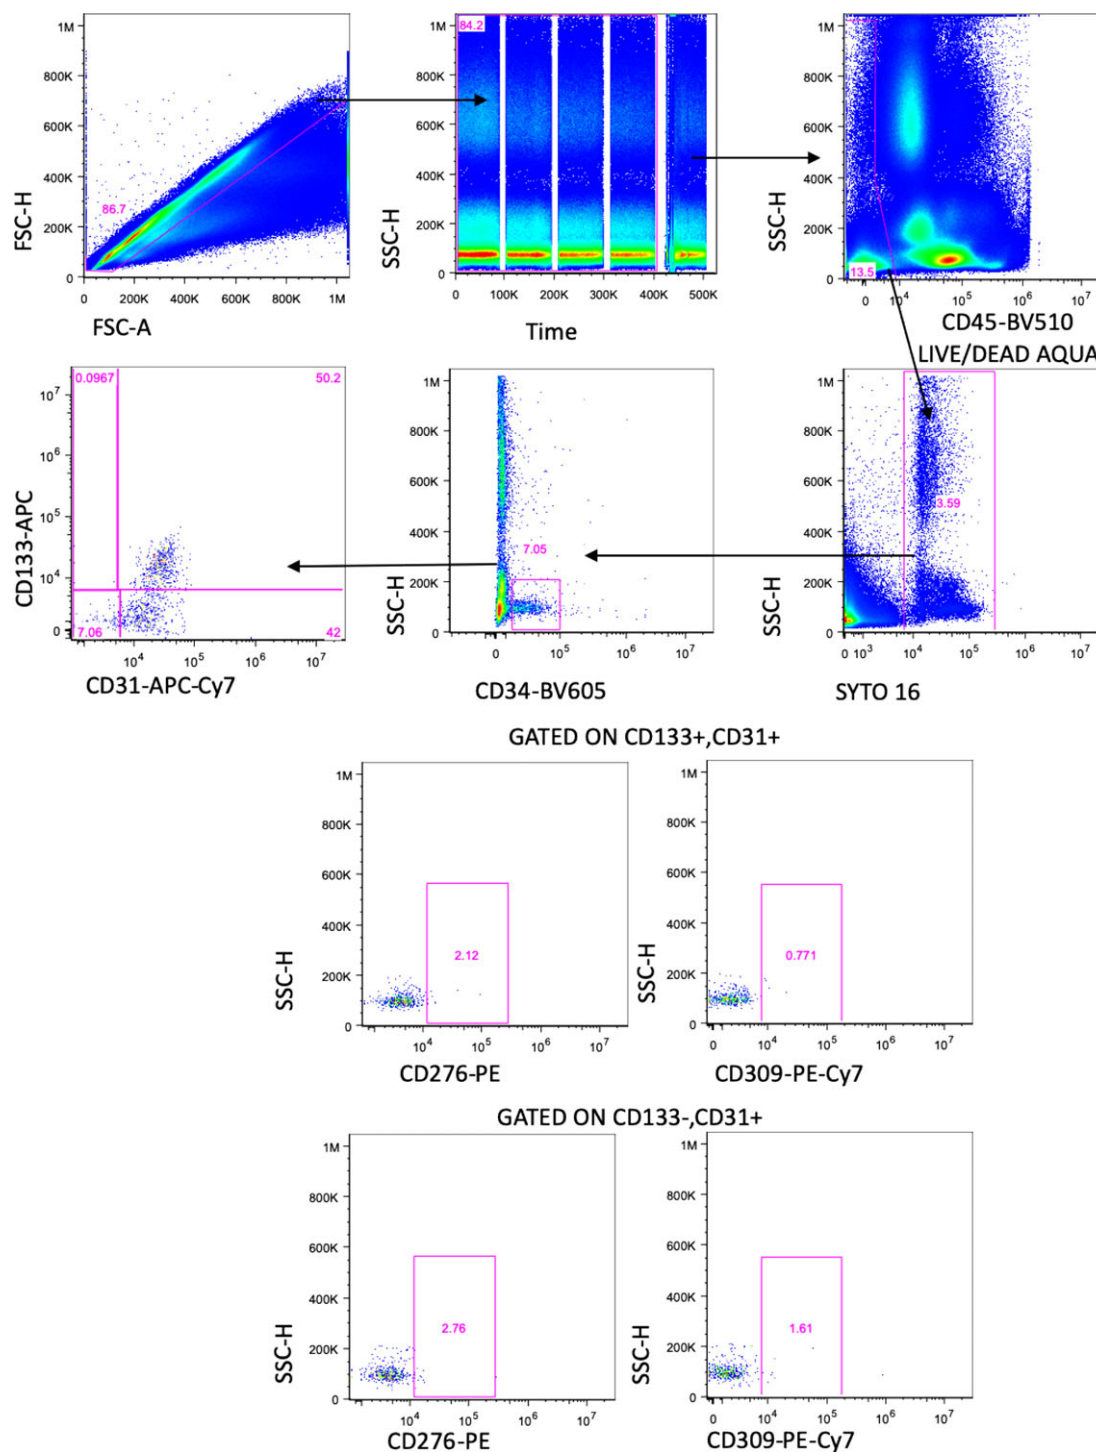 1M
800K
600K
400K
200K
0
FSC-H
86.7
0 200K 400K 600K 800K 1M
FSC-A
1M
800K
600K
400K
200K
0
SSC-H
84.2
0 100K 200K 300K 400K 500K
Time
1M
800K
600K
400K
200K
0
SSC-H
13.5
10^4 10^5 10^6 10^7
CD45-BV510
LIVE/DEAD AQUA
10^7
10^6
10^5
10^4
0
CD133-APC
0.0967 50.2
7.06 42
10^4 10^5 10^6 10^7
CD31-APC-Cy7
1M
800K
600K
400K
200K
0
SSC-H
7.05
0 10^5 10^6 10^7
CD34-BV605
1M
800K
600K
400K
200K
0
SSC-H
3.59
0 10^3 10^4 10^5 10^6 10^7
SYTO 16
GATED ON CD133+,CD31+
1M
800K
600K
400K
200K
0
SSC-H
2.12
10^4 10^5 10^6 10^7
CD276-PE
1M
800K
600K
400K
200K
0
SSC-H
0.771
0 10^4 10^5 10^6 10^7
CD309-PE-Cy7
GATED ON CD133-,CD31+
1M
800K
600K
400K
200K
0
SSC-H
2.76
10^4 10^5 10^6 10^7
CD276-PE
1M
800K
600K
400K
200K
0
SSC-H
1.61
0 10^4 10^5 10^6 10^7
CD309-PE-Cy7